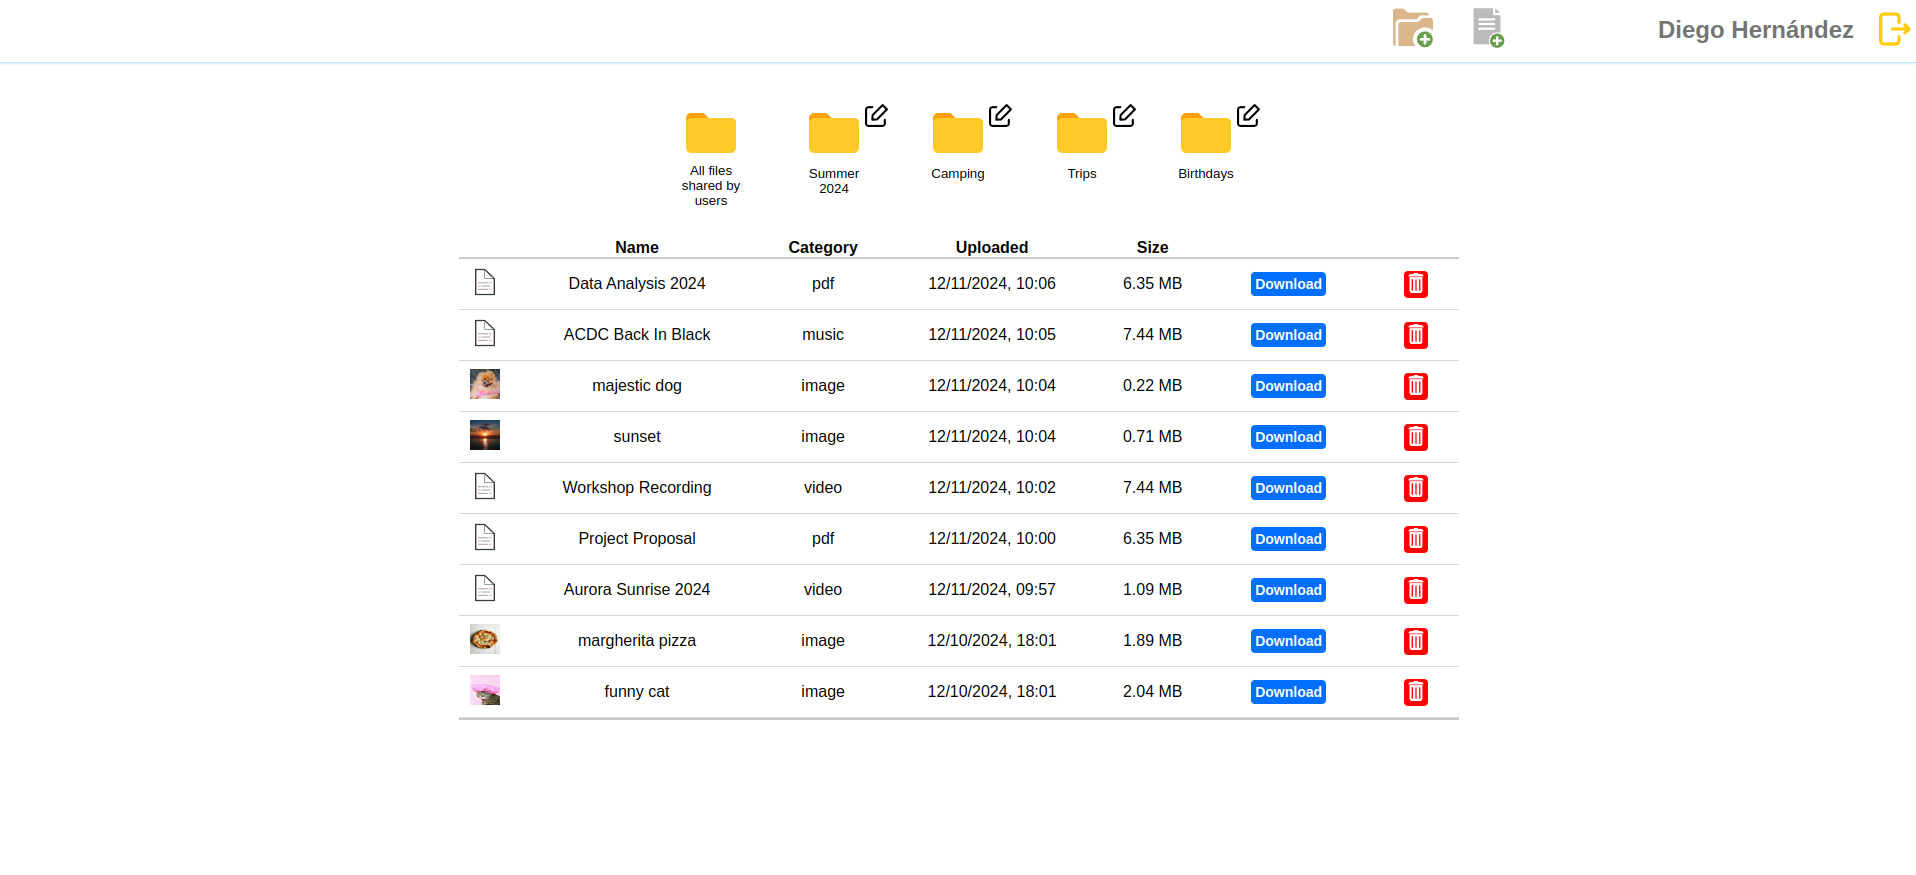 Diego Hernández
All files
shared by
users
Summer
2024
Camping
Trips
Birthdays
Name Category Uploaded Size
Data Analysis 2024 pdf 12/11/2024, 10:06 6.35 MB Download
ACDC Back In Black music 12/11/2024, 10:05 7.44 MB Download
majestic dog image 12/11/2024, 10:04 0.22 MB Download
sunset image 12/11/2024, 10:04 0.71 MB Download
Workshop Recording video 12/11/2024, 10:02 7.44 MB Download
Project Proposal pdf 12/11/2024, 10:00 6.35 MB Download
Aurora Sunrise 2024 video 12/11/2024, 09:57 1.09 MB Download
margherita pizza image 12/10/2024, 18:01 1.89 MB Download
funny cat image 12/10/2024, 18:01 2.04 MB Download